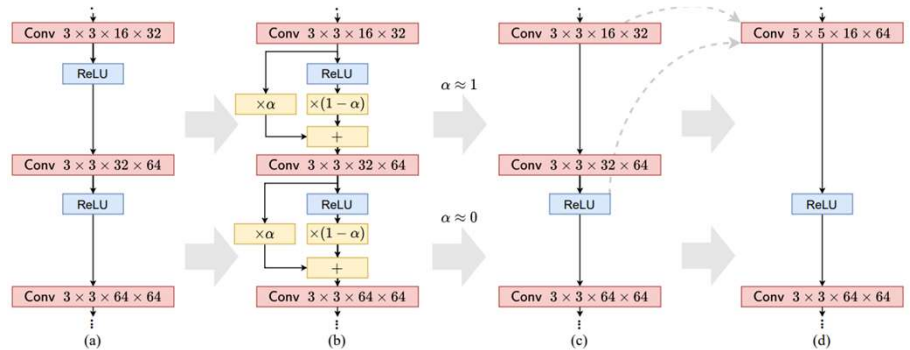 Conv 3 × 3 × 16 × 32
ReLU
Conv 3 × 3 × 32 × 64
ReLU
Conv 3 × 3 × 64 × 64
(a)
Conv 3 × 3 × 16 × 32
ReLU
×α
×(1 − α)
+
Conv 3 × 3 × 32 × 64
ReLU
×α
×(1 − α)
+
Conv 3 × 3 × 64 × 64
(b)
α ≈ 1
α ≈ 0
Conv 3 × 3 × 16 × 32
Conv 3 × 3 × 32 × 64
ReLU
Conv 3 × 3 × 64 × 64
(c)
Conv 5 × 5 × 16 × 64
ReLU
Conv 3 × 3 × 64 × 64
(d)